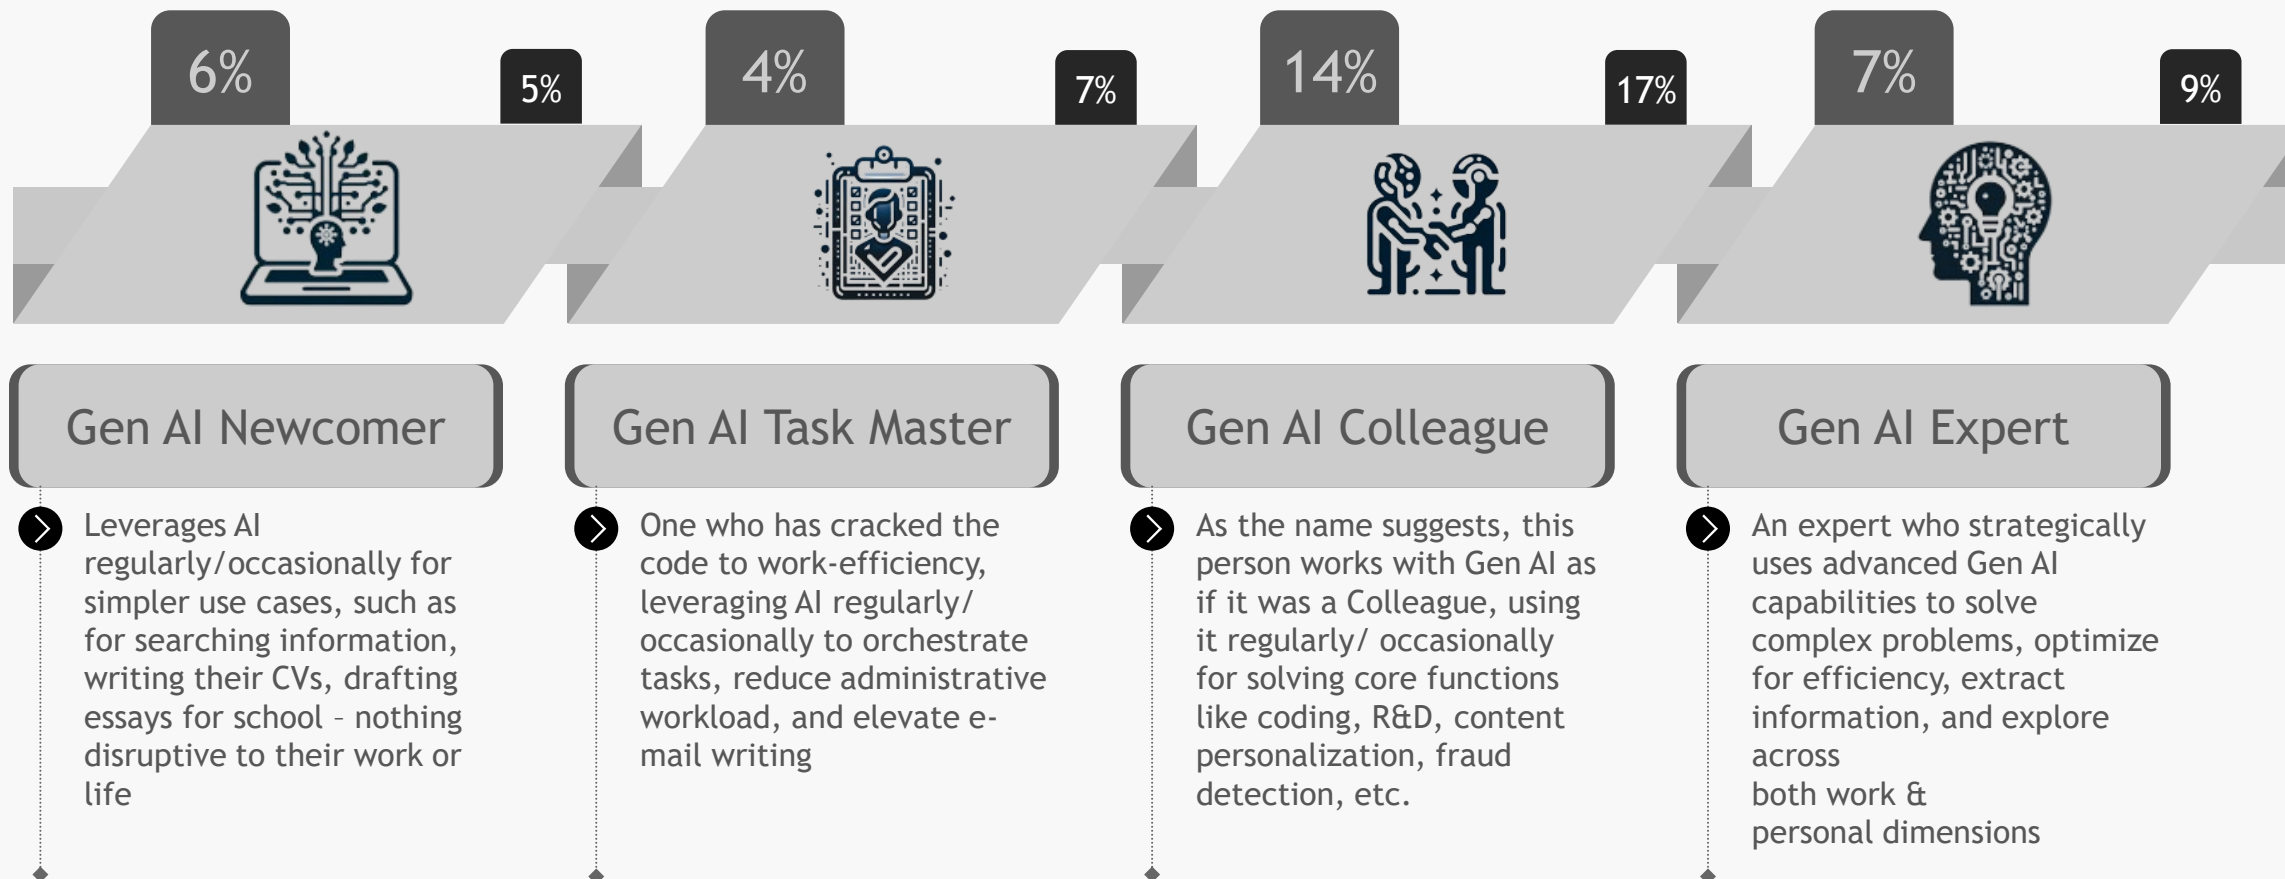 6%
5%
4%
7%
14%
17%
7%
9%
Gen AI Newcomer
Leverages AI
regularly/occasionally for
simpler use cases, such as
for searching information,
writing their CVs, drafting
essays for school – nothing
disruptive to their work or
life
Gen AI Task Master
One who has cracked the
code to work-efficiency,
leveraging AI regularly/
occasionally to orchestrate
tasks, reduce administrative
workload, and elevate e-
mail writing
Gen AI Colleague
As the name suggests, this
person works with Gen AI as
if it was a Colleague, using
it regularly/ occasionally
for solving core functions
like coding, R&D, content
personalization, fraud
detection, etc.
Gen AI Expert
An expert who strategically
uses advanced Gen AI
capabilities to solve
complex problems, optimize
for efficiency, extract
information, and explore
across
both work &
personal dimensions